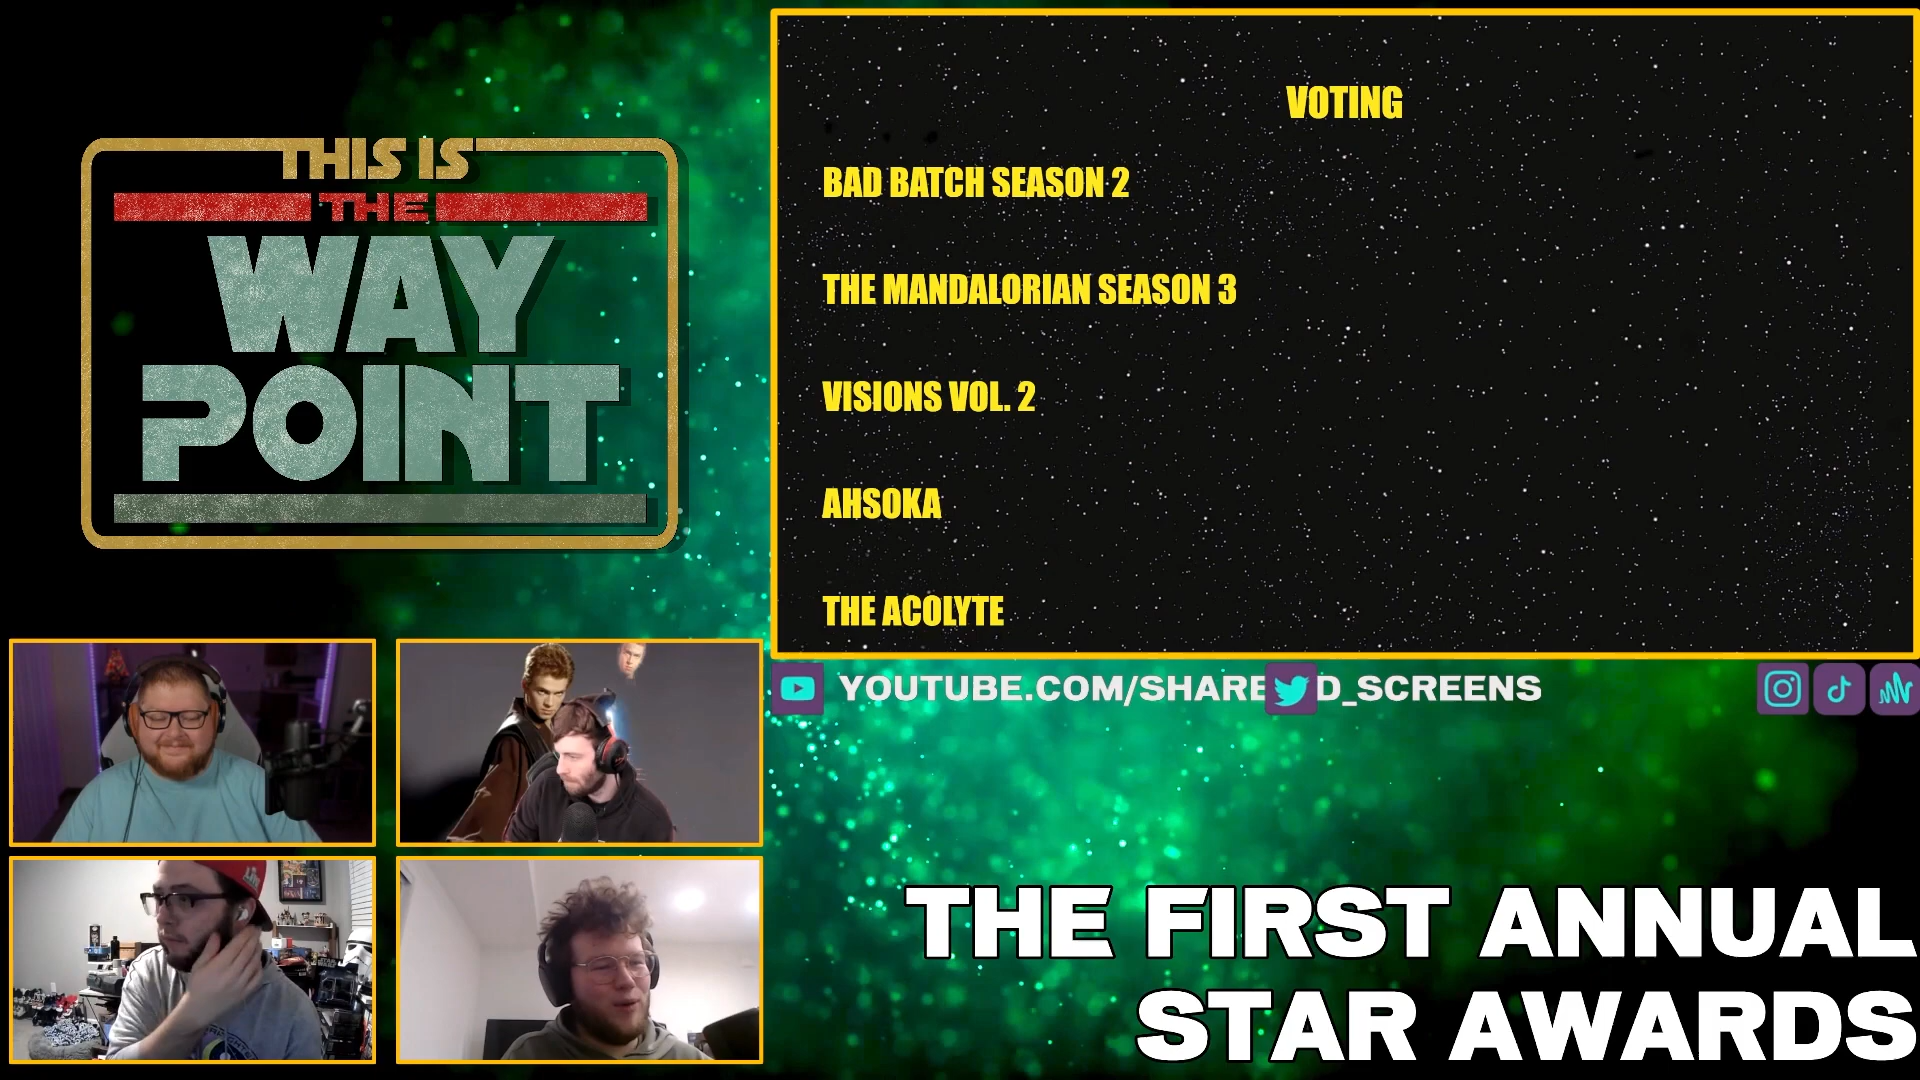 THIS IS
THE
WAY
POINT
VOTING
BAD BATCH SEASON 2
THE MANDALORIAN SEASON 3
VISIONS VOL. 2
AHSOKA
THE ACOLYTE
YOUTUBE.COM/SHARE D_SCREENS
THE FIRST ANNUAL
STAR AWARDS